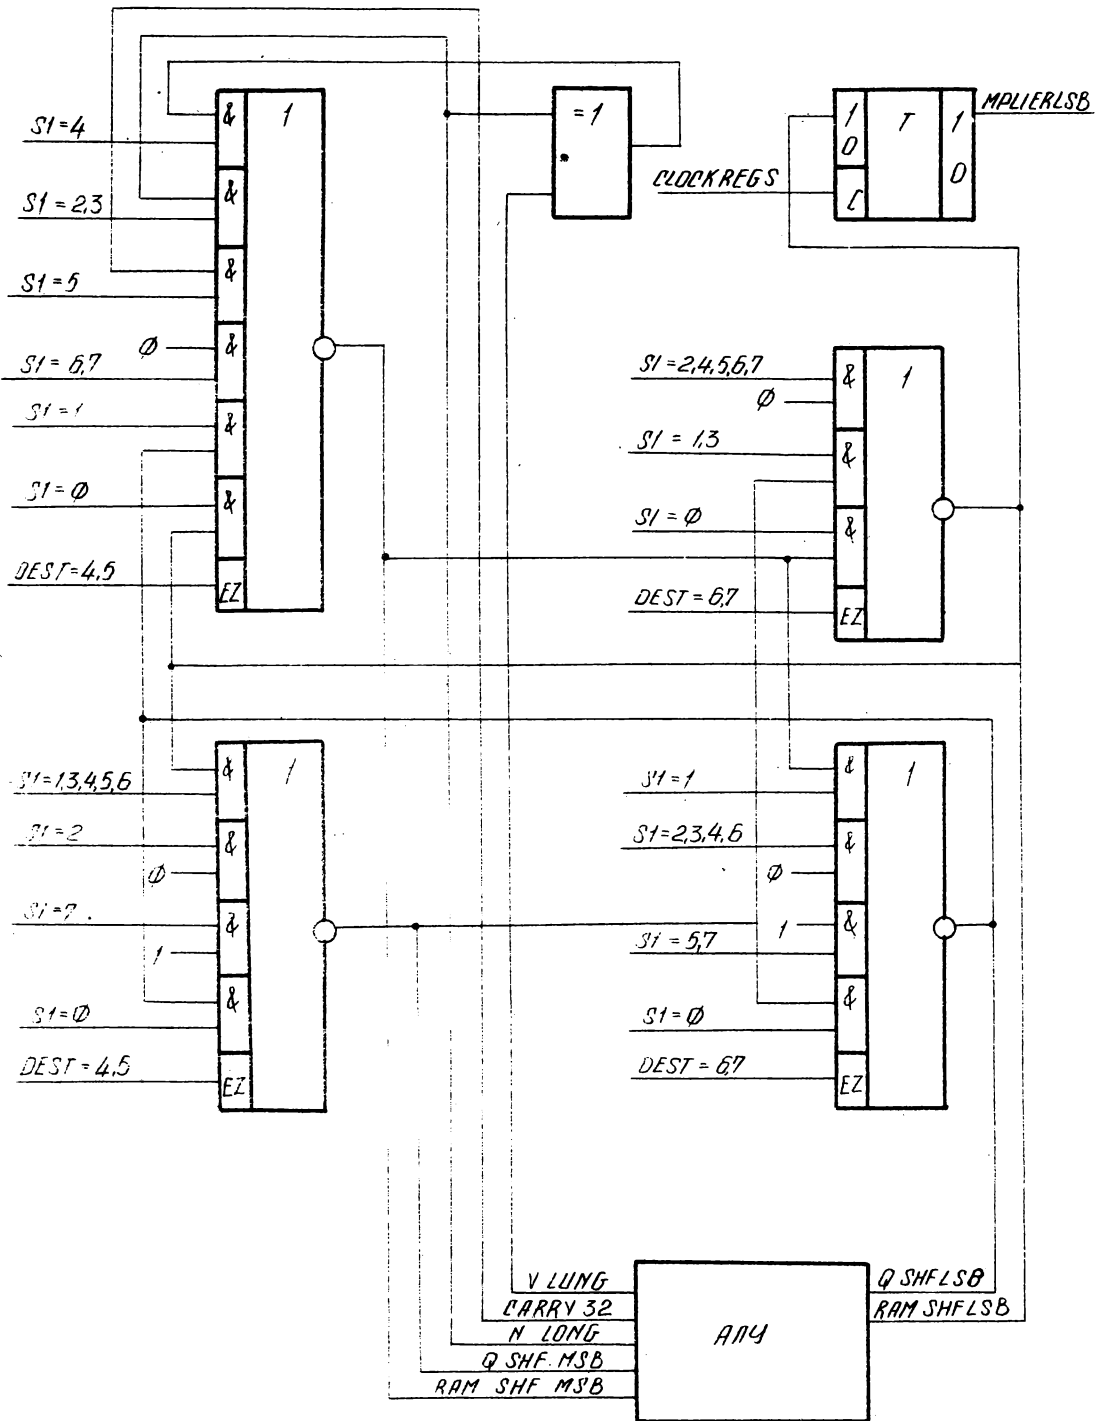 & 1
S1=4
&
S1=2,3
&
S1=5
Ø &
S1=6,7
S1=1
&
S1=Ø &
DEST=4,5
EZ
=1
1 T 1 MPLIERLSB
D 0
CLOCKREGS
C
S1=2,4,5,6,7
& 1
Ø
S1=1,3
&
S1=Ø
&
DEST=6,7
EZ
& 1
S1=1,3,4,5,6
S1=2 &
Ø
S1=7 &
1
&
S1=Ø
DEST=4,5
EZ
& 1
S1=1
S1=2,3,4,6 &
Ø
1 &
S1=5,7
&
S1=Ø
DEST=6,7
EZ
V LUNG
CARRY 32
N LONG
Q SHF. MSB
RAM SHF MSB
АЛУ
Q SHFLSB
RAM SHFLSB